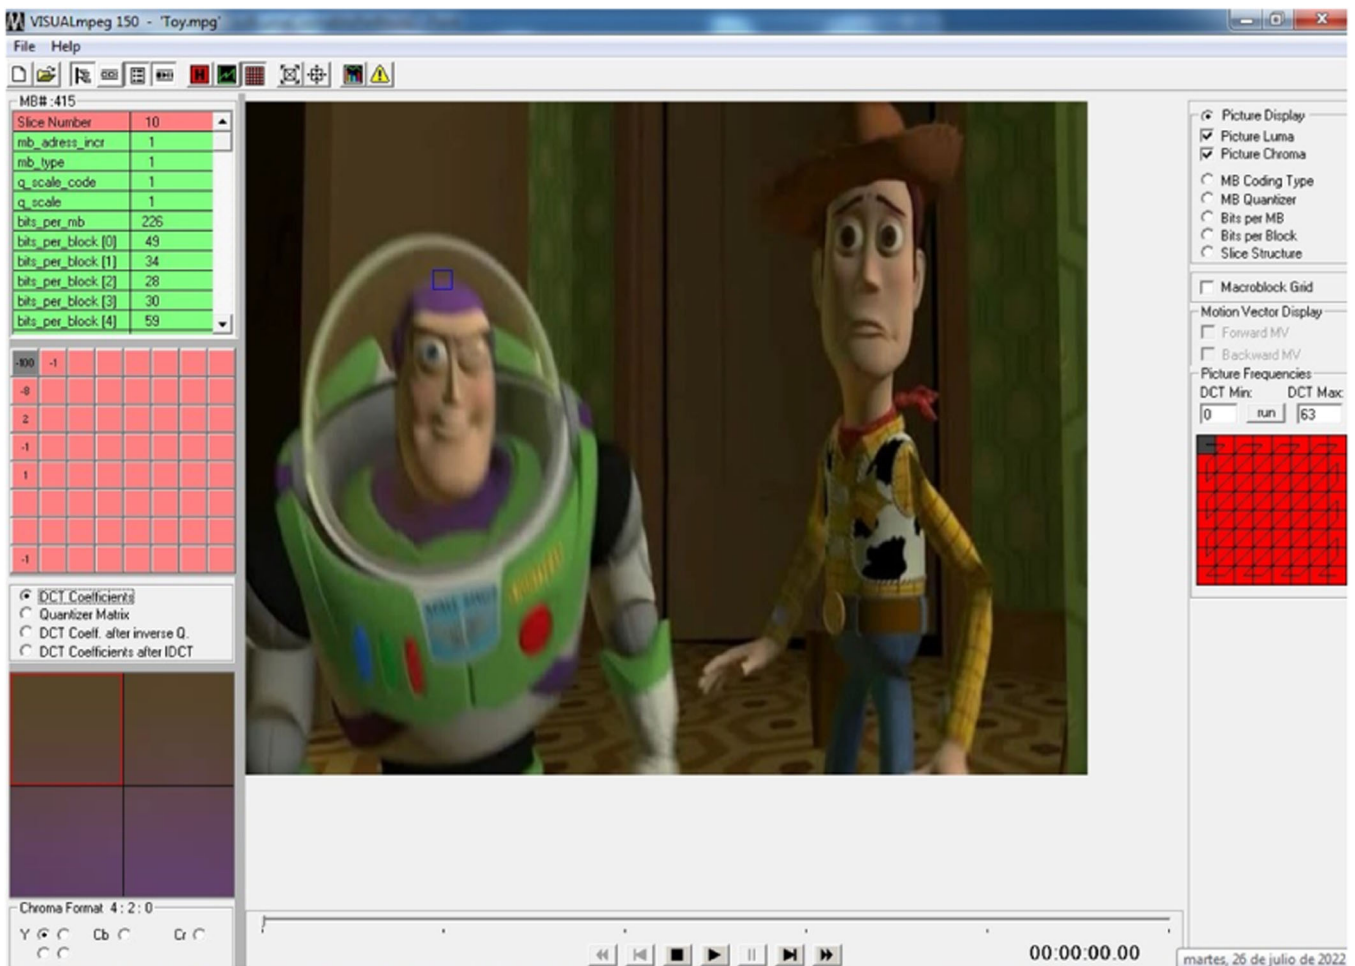 VISUALmpeg 150 - 'Toy.mpg'
File Help
MB# :415
Slice Number 10
mb_adress_incr 1
mb_type 1
q_scale_code 1
q_scale 1
bits_per_mb 226
bits_per_block [0] 49
bits_per_block [1] 34
bits_per_block [2] 28
bits_per_block [3] 30
bits_per_block [4] 59
-100 -1
-8
2
-1
1
-1
DCT Coefficients
Quantizer Matrix
DCT Coeff. after inverse Q.
DCT Coefficients after IDCT
Chroma Format 4 : 2 : 0
Y Cb Cr
Picture Display
Picture Luma
Picture Chroma
MB Coding Type
MB Quantizer
Bits per MB
Bits per Block
Slice Structure
Macroblock Grid
Motion Vector Display
Forward MV
Backward MV
Picture Frequencies
DCT Min: DCT Max:
0 run 63
00:00:00.00
martes, 26 de julio de 2022